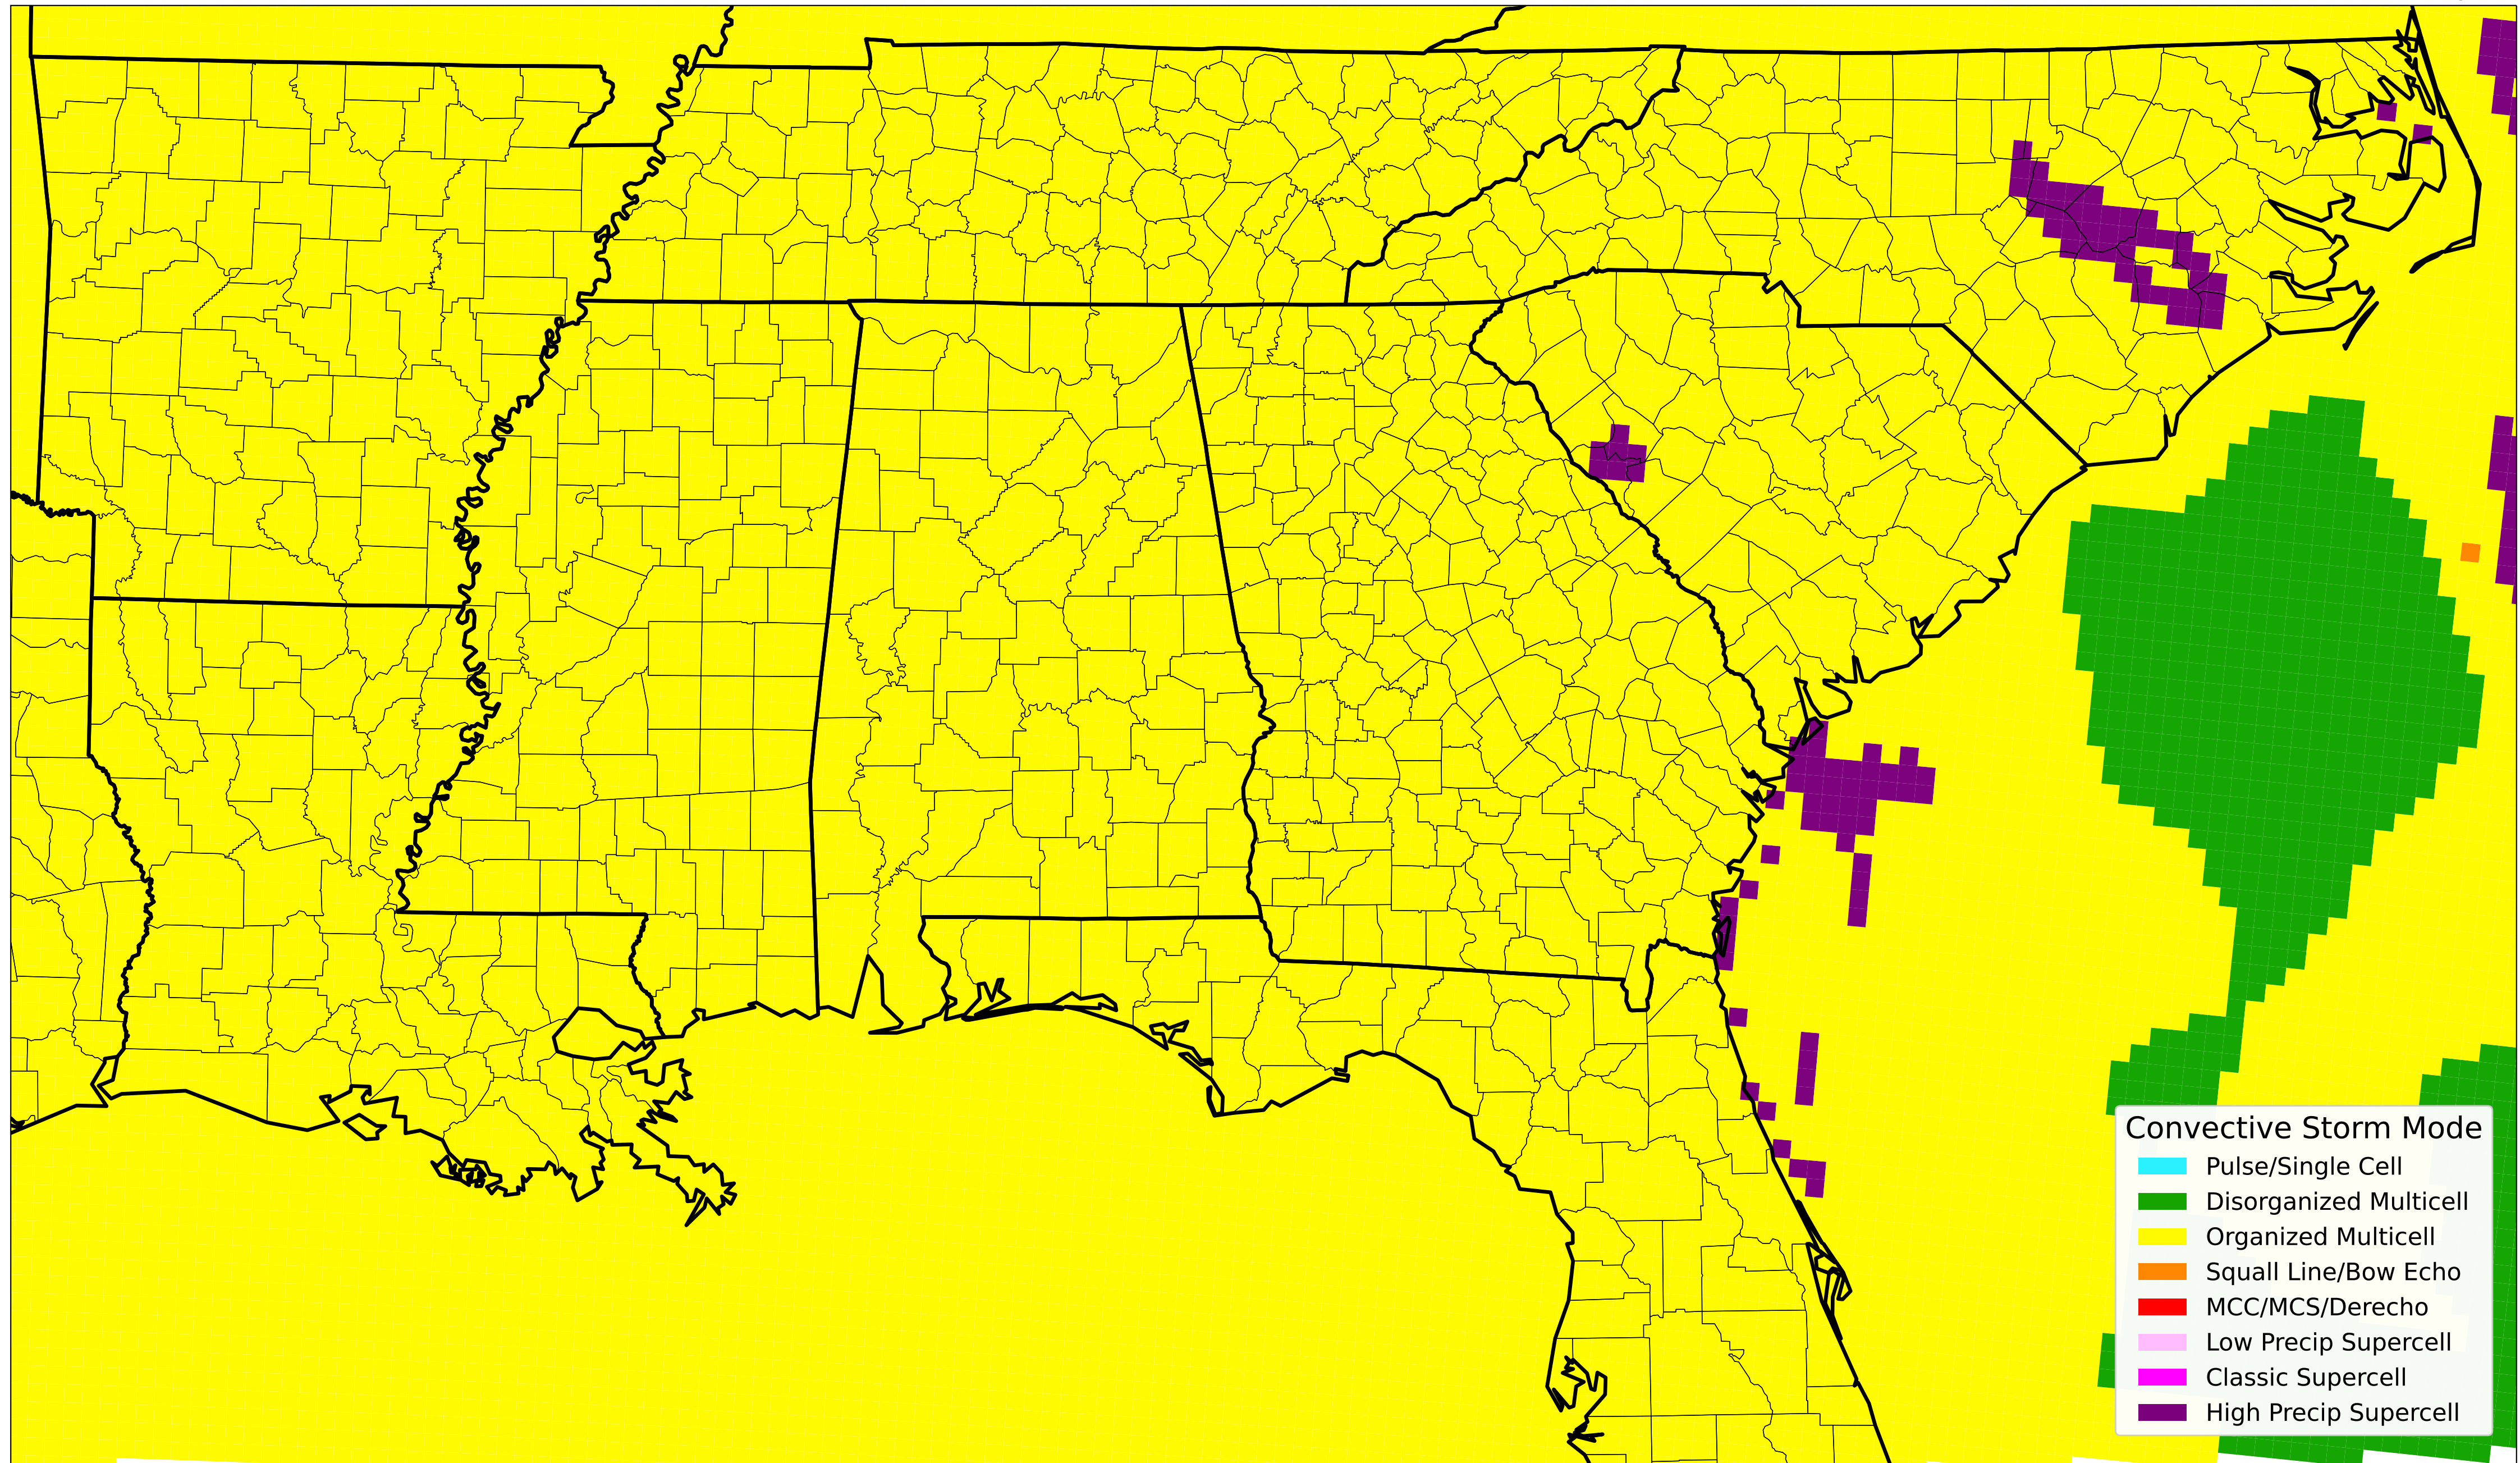 Convective Storm Mode
Pulse/Single Cell
Disorganized Multicell
Organized Multicell
Squall Line/Bow Echo
MCC/MCS/Derecho
Low Precip Supercell
Classic Supercell
High Precip Supercell